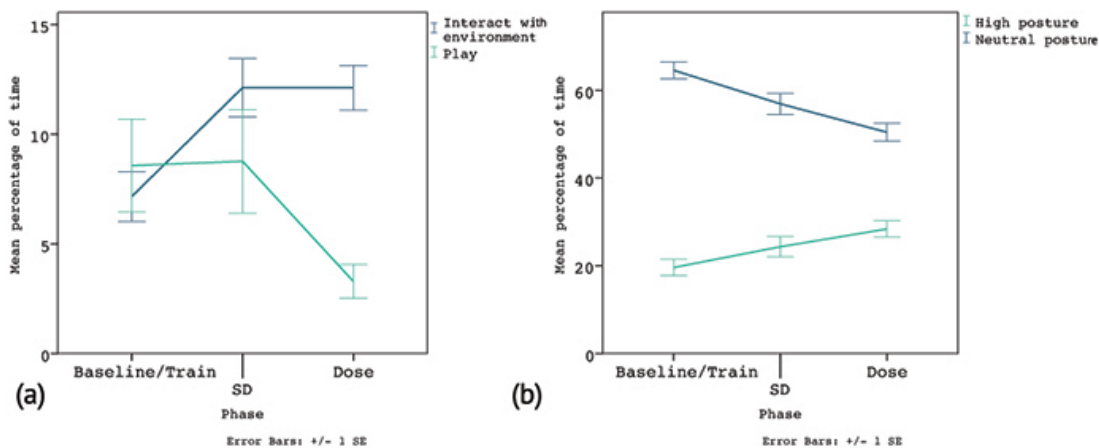 15
10
5
0
Mean percentage of time
Interact with
environment
Play
Baseline/Train
SD
Dose
Phase
(a)
Error Bars: +/- 1 SE
60
40
20
0
Mean percentage of time
High posture
Neutral posture
Baseline/Train
SD
Dose
Phase
(b)
Error Bars: +/- 1 SE